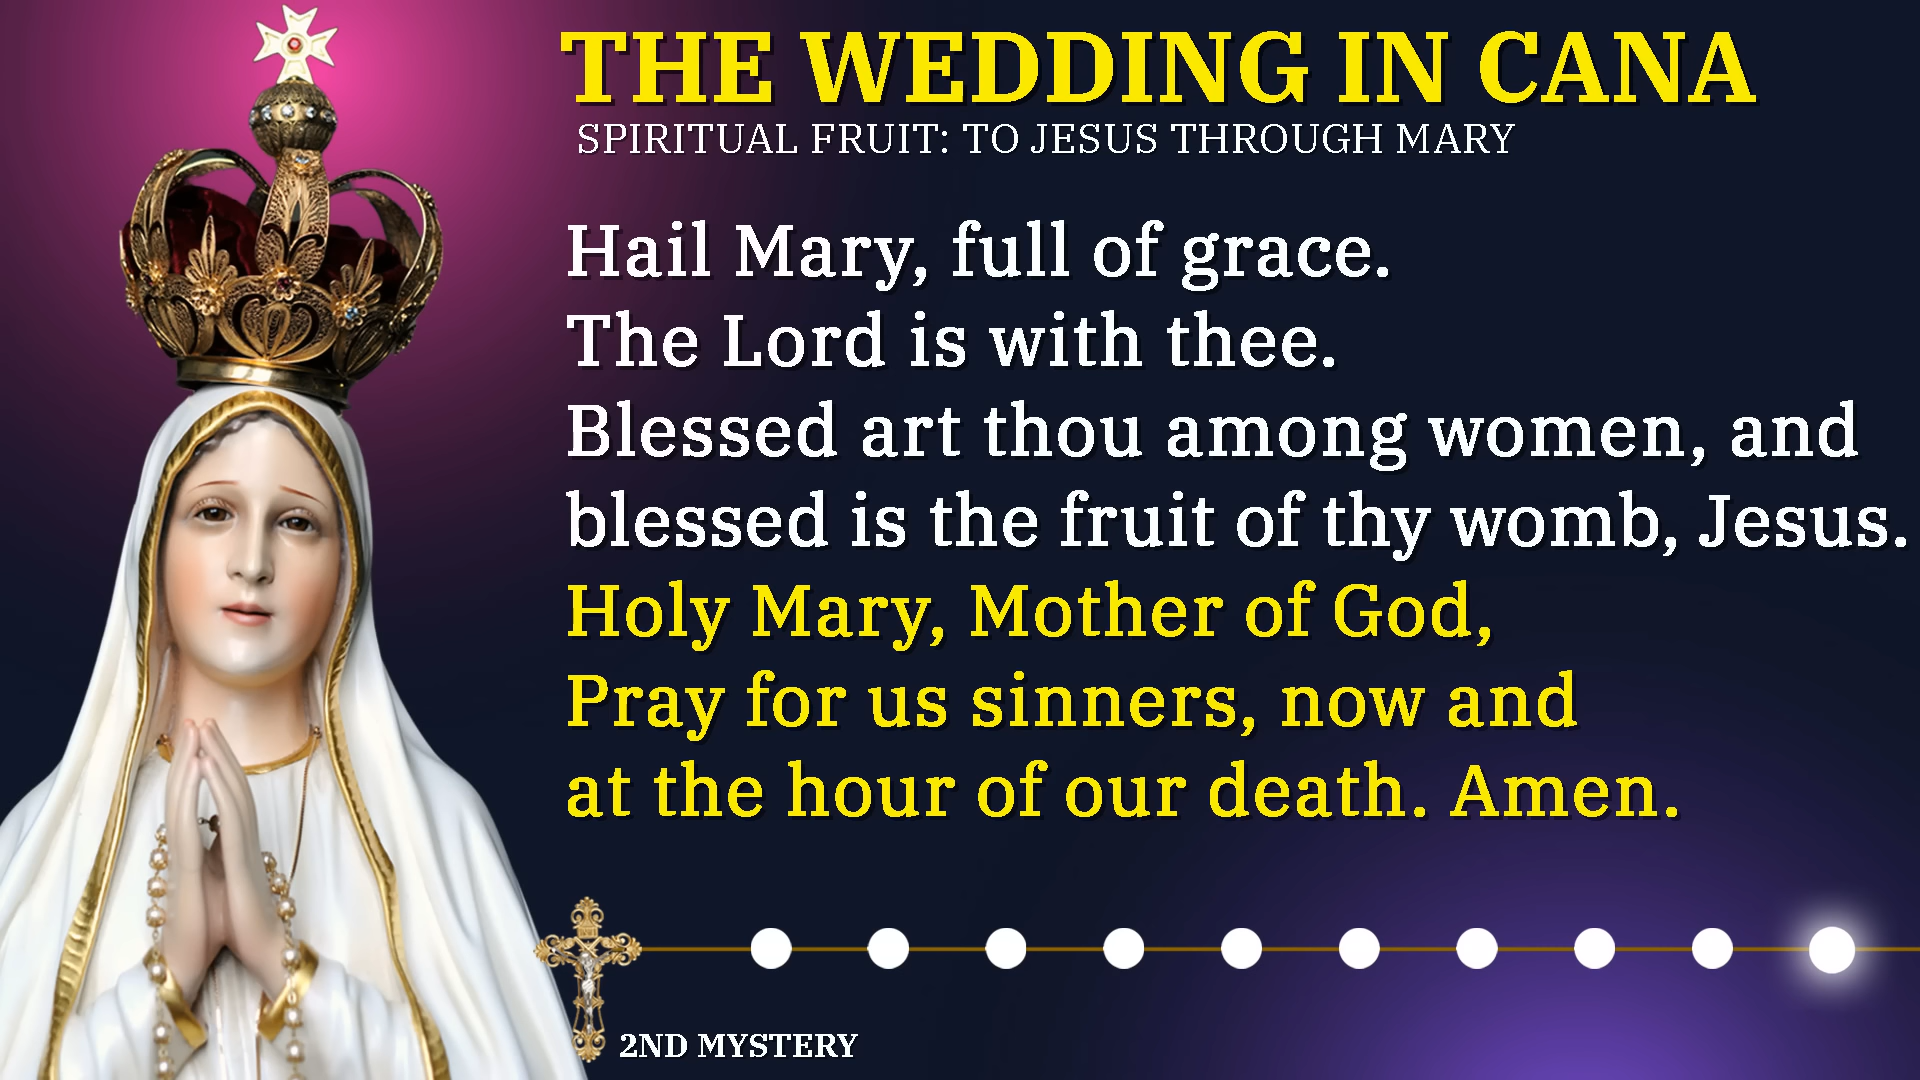 THE WEDDING IN CANA
SPIRITUAL FRUIT: TO JESUS THROUGH MARY
Hail Mary, full of grace.
The Lord is with thee.
Blessed art thou among women, and
blessed is the fruit of thy womb, Jesus.
Holy Mary, Mother of God,
Pray for us sinners, now and
at the hour of our death. Amen.
2ND MYSTERY